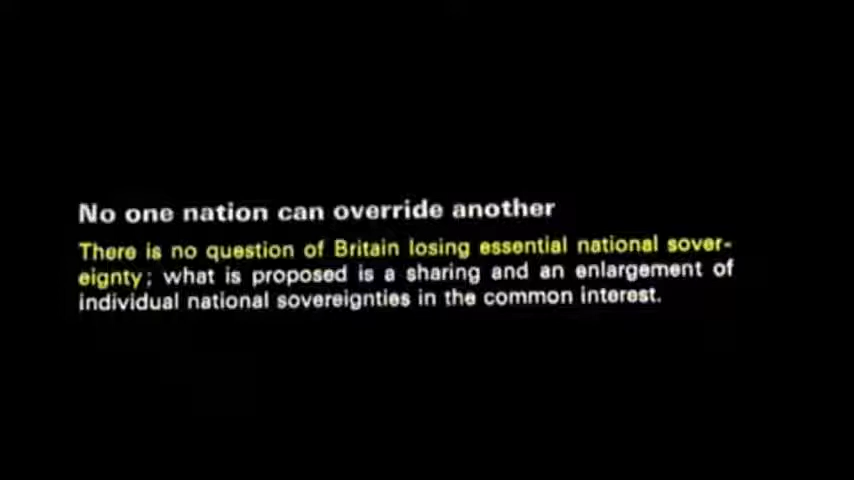 No one nation can override another
There is no question of Britain losing essential national sover-
eignty; what is proposed is a sharing and an enlargement of
individual national sovereignties in the common interest.